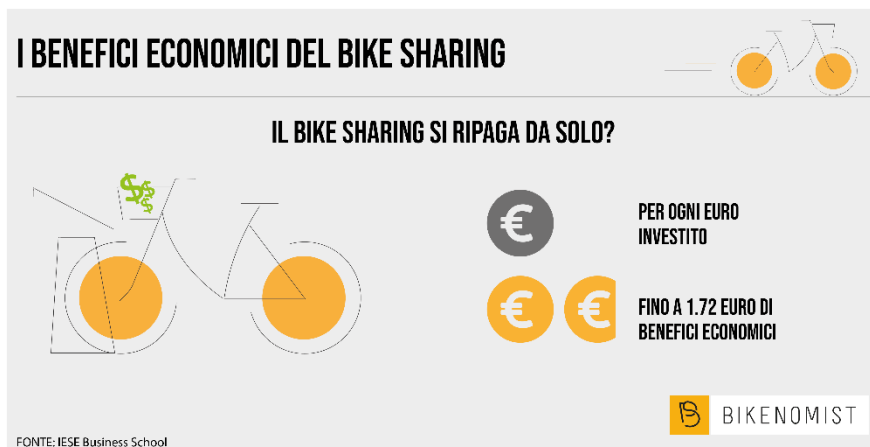 I BENEFICI ECONOMICI DEL BIKE SHARING
IL BIKE SHARING SI RIPAGA DA SOLO?
$
$
$
€
PER OGNI EURO
INVESTITO
€ €
FINO A 1.72 EURO DI
BENEFICI ECONOMICI
BIKENOMIST
FONTE: IESE Business School